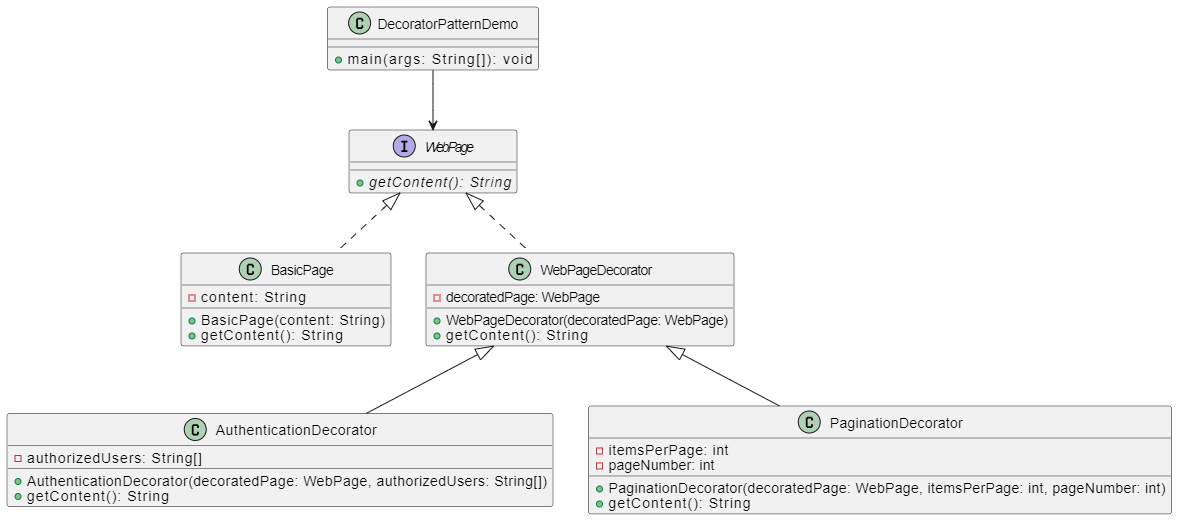 C DecoratorPatternDemo
main(args: String[]): void
I WebPage
getContent(): String
C BasicPage
content: String
BasicPage(content: String)
getContent(): String
C WebPageDecorator
decoratedPage: WebPage
WebPageDecorator(decoratedPage: WebPage)
getContent(): String
C AuthenticationDecorator
authorizedUsers: String[]
AuthenticationDecorator(decoratedPage: WebPage, authorizedUsers: String[])
getContent(): String
C PaginationDecorator
itemsPerPage: int
pageNumber: int
PaginationDecorator(decoratedPage: WebPage, itemsPerPage: int, pageNumber: int)
getContent(): String